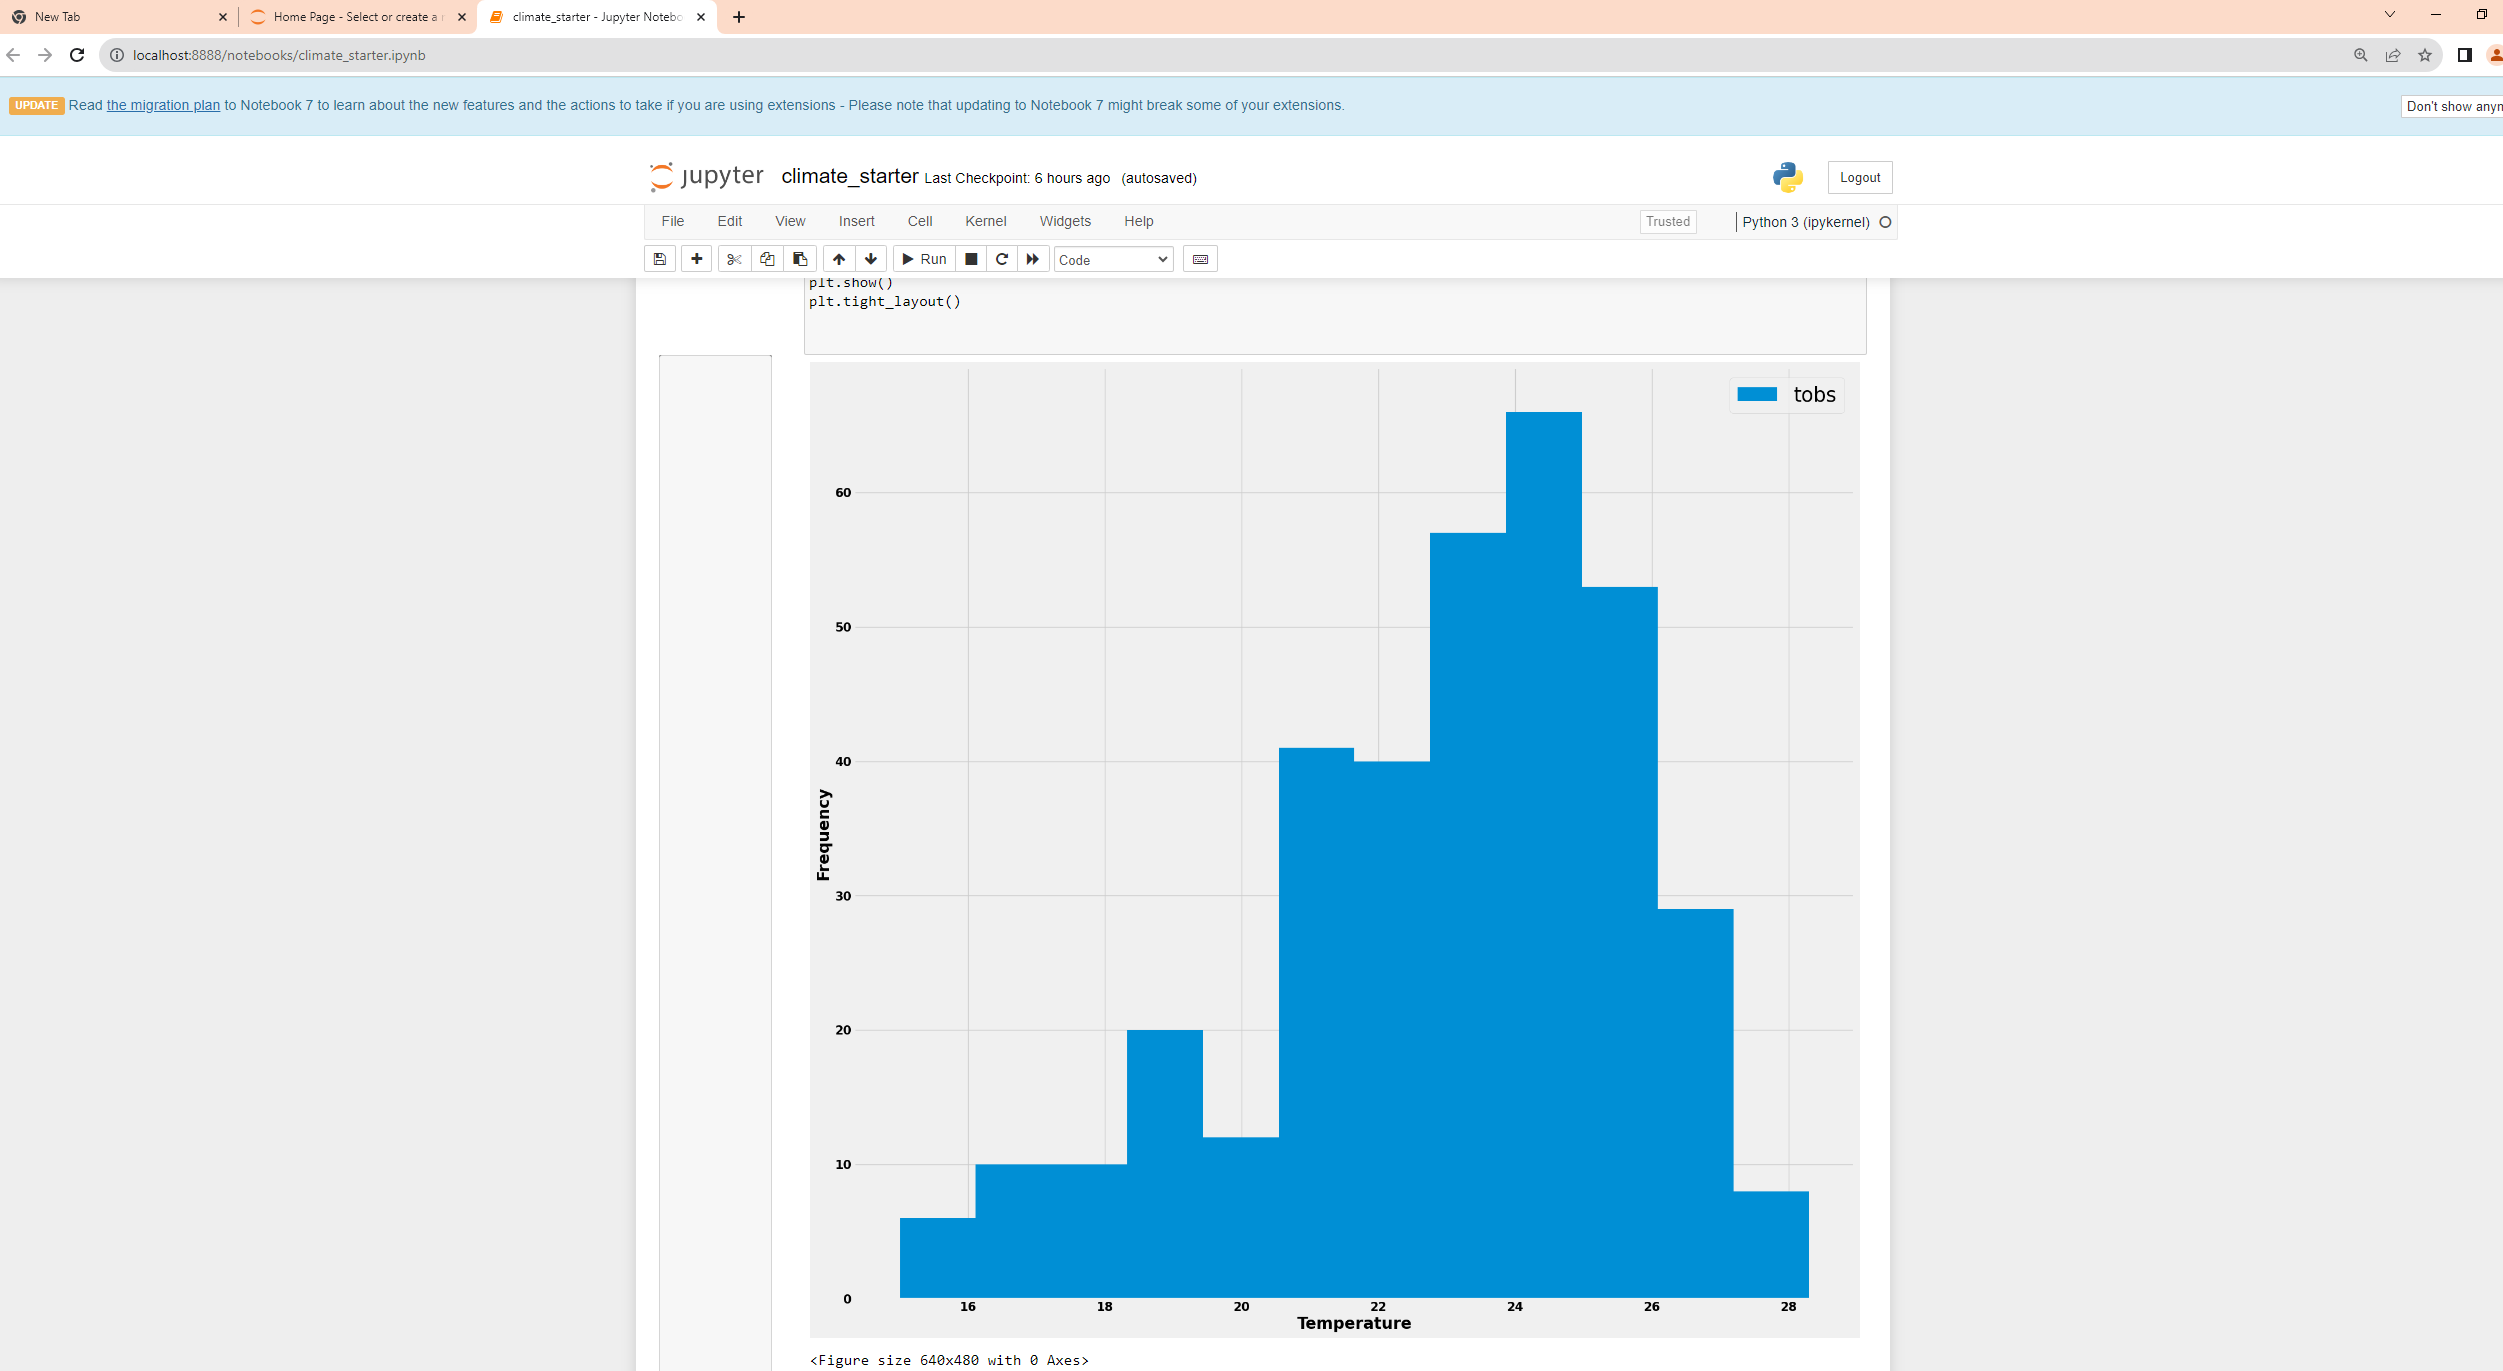 New Tab
Home Page - Select or create a
climate_starter - Jupyter Notebo
localhost:8888/notebooks/climate_starter.ipynb
UPDATE Read the migration plan to Notebook 7 to learn about the new features and the actions to take if you are using extensions - Please note that updating to Notebook 7 might break some of your extensions.
Don't show anym
jupyter climate_starter Last Checkpoint: 6 hours ago (autosaved)
Logout
File Edit View Insert Cell Kernel Widgets Help
Trusted
Python 3 (ipykernel)
Run
Code
plt.show()
plt.tight_layout()
tobs
60
50
40
30
20
10
0
Frequency
16 18 20 22 24 26 28
Temperature
<Figure size 640x480 with 0 Axes>